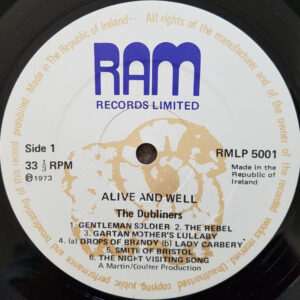 Made in The Republic of Ireland... All rights of the manufacturer and of the owner of the recorded work reserved Unauthorised copying, public performance and broadcasting of this record prohibited
RAM
RECORDS LIMITED
Side 1
33 1/3 RPM
℗1973
RMLP 5001
Made in the
Republic of
Ireland
ALIVE AND WELL
The Dubliners
1. GENTLEMAN SOLDIER 2. THE REBEL
3. GARTAN MOTHER'S LULLABY
4. (a) DROPS OF BRANDY (b) LADY CARBERY
5. SMITE OF BRISTOL
6. THE NIGHT VISITING SONG
A Martin/Coulter Production